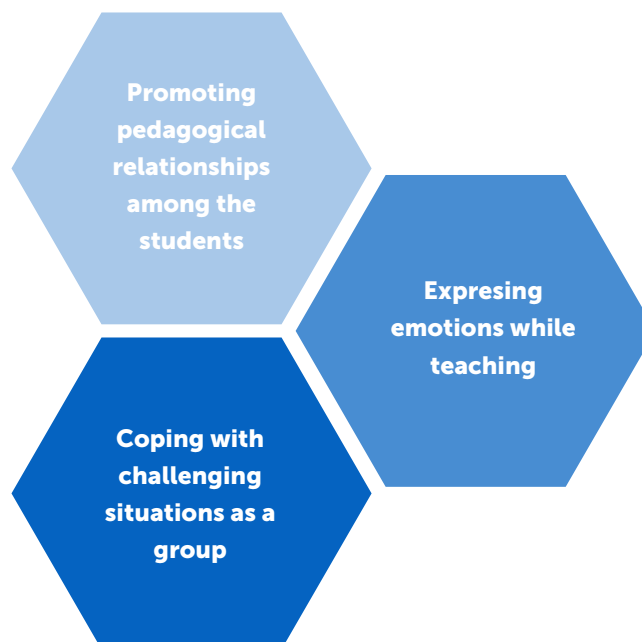 Promoting
pedagogical
relationships
among the
students
Expresing
emotions while
teaching
Coping with
challenging
situations as a
group